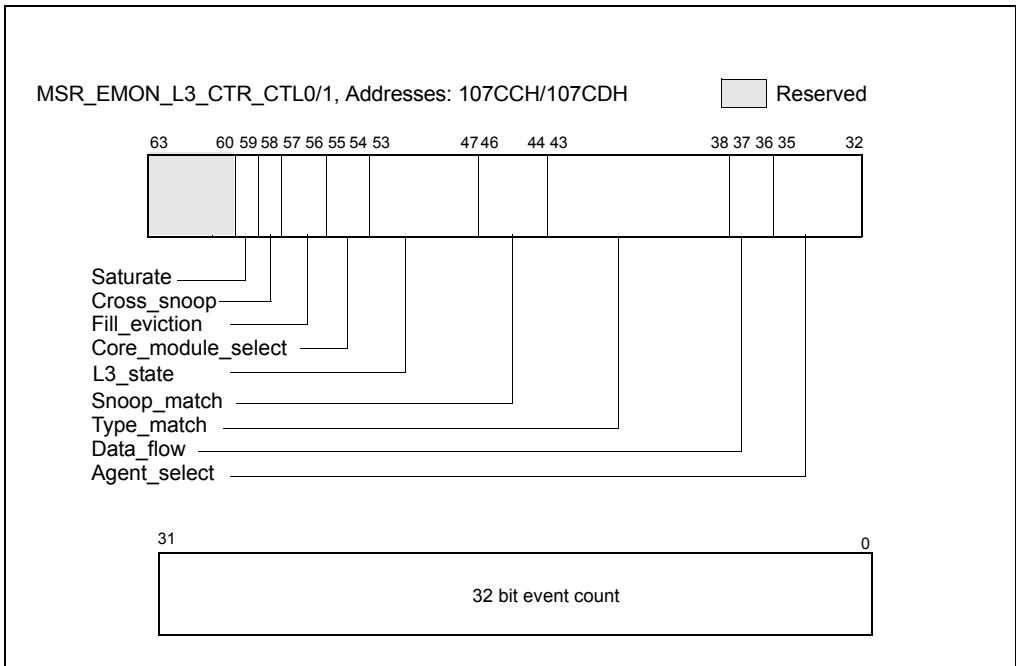 MSR_EMON_L3_CTR_CTL0/1, Addresses: 107CCH/107CDH Reserved
63 60 59 58 57 56 55 54 53 47 46 44 43 38 37 36 35 32
Saturate
Cross_snoop
Fill_eviction
Core_module_select
L3_state
Snoop_match
Type_match
Data_flow
Agent_select
31 0
32 bit event count